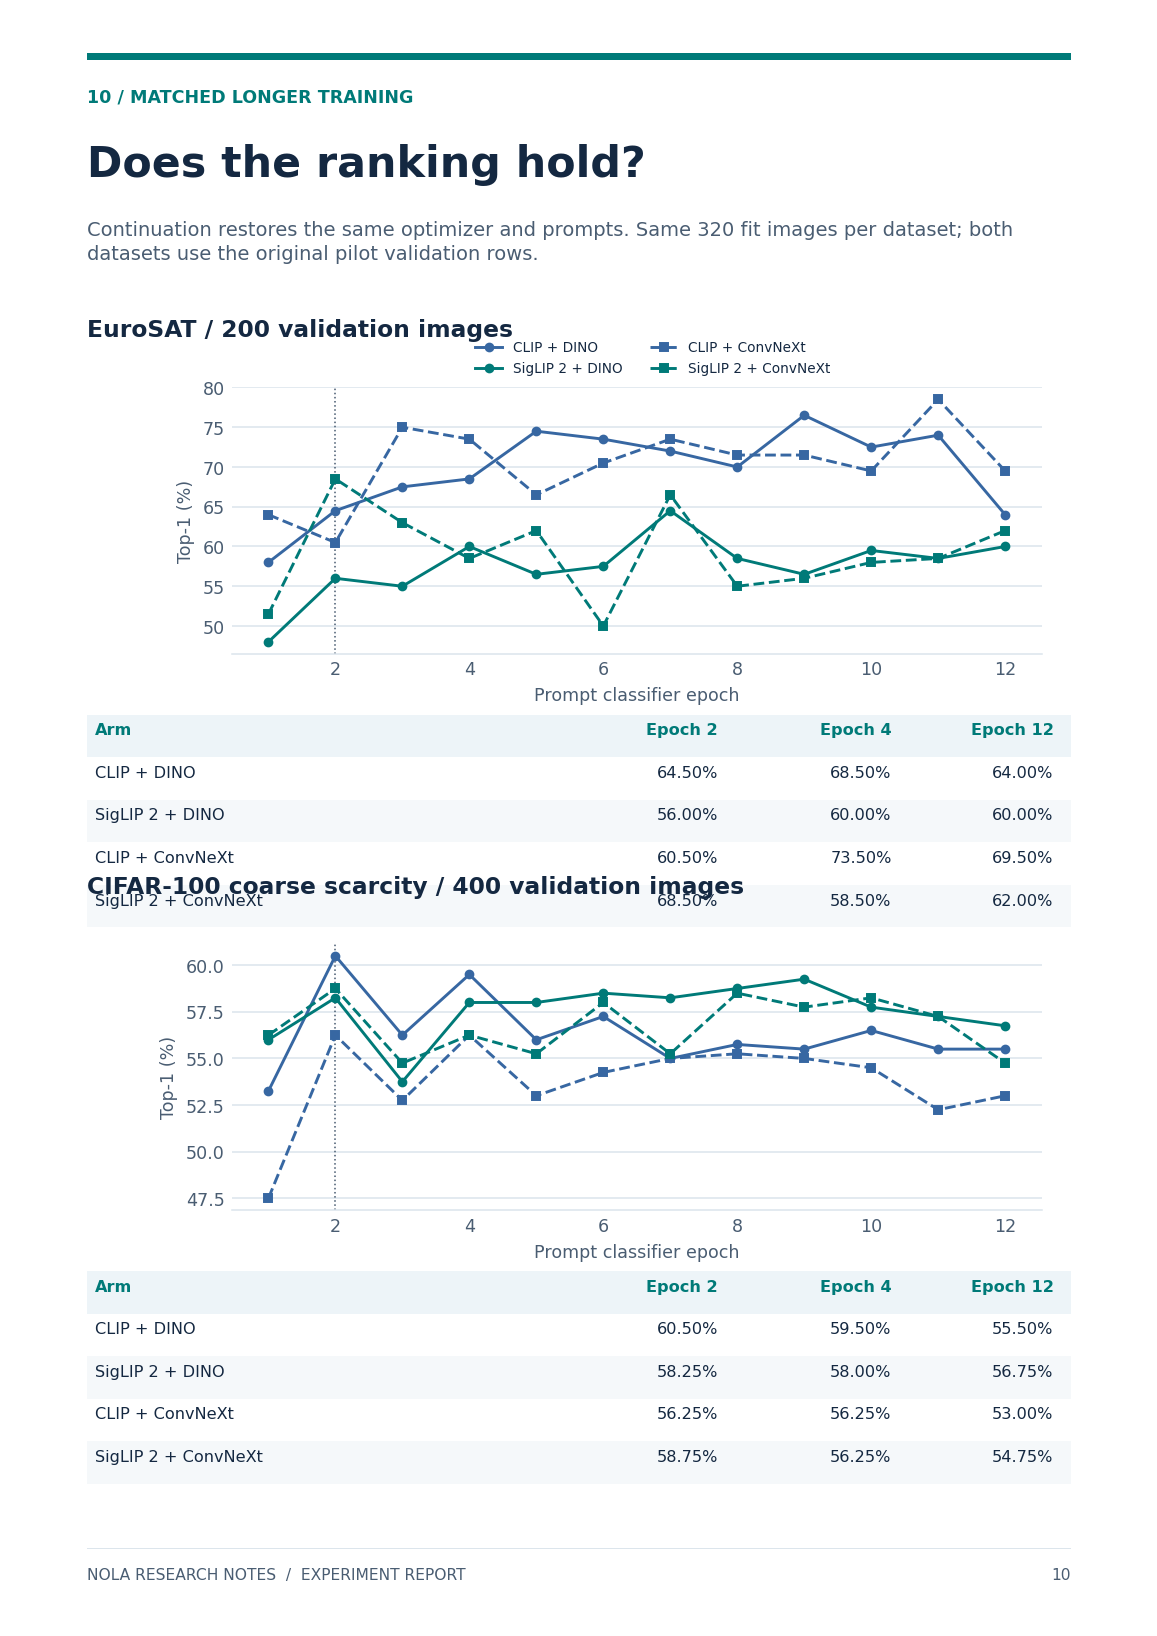 10 / MATCHED LONGER TRAINING
Does the ranking hold?
Continuation restores the same optimizer and prompts. Same 320 fit images per dataset; both
datasets use the original pilot validation rows.
EuroSAT / 200 validation images
CLIP + DINO CLIP + ConvNeXt
SigLIP 2 + DINO SigLIP 2 + ConvNeXt
80
75
70
65
60
55
50
Top-1 (%)
2 4 6 8 10 12
Prompt classifier epoch
Arm Epoch 2 Epoch 4 Epoch 12
CLIP + DINO 64.50% 68.50% 64.00%
SigLIP 2 + DINO 56.00% 60.00% 60.00%
CLIP + ConvNeXt 60.50% 73.50% 69.50%
CIFAR-100 coarse scarcity / 400 validation images
SigLIP 2 + ConvNeXt 68.50% 58.50% 62.00%
60.0
57.5
55.0
52.5
50.0
47.5
Top-1 (%)
2 4 6 8 10 12
Prompt classifier epoch
Arm Epoch 2 Epoch 4 Epoch 12
CLIP + DINO 60.50% 59.50% 55.50%
SigLIP 2 + DINO 58.25% 58.00% 56.75%
CLIP + ConvNeXt 56.25% 56.25% 53.00%
SigLIP 2 + ConvNeXt 58.75% 56.25% 54.75%
NOLA RESEARCH NOTES / EXPERIMENT REPORT 10